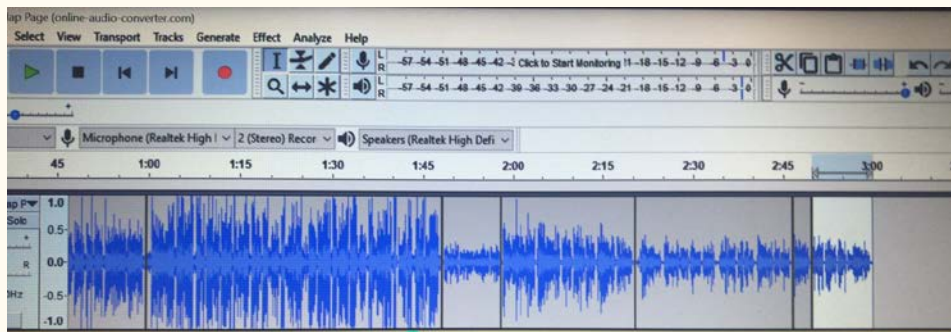 ap Page (online-audio-converter.com)
Select View Transport Tracks Generate Effect Analyze Help
L
R
-57 -54 -51 -48 -45 -42 Click to Start Monitoring -18 -15 -12 -9 -6 -3 0
L
R
-57 -54 -51 -48 -45 -42 -39 -36 -33 -30 -27 -24 -21 -18 -15 -12 -9 -6 -3 0
Microphone (Realtek High 2 (Stereo) Recor Speakers (Realtek High Defi
45 1:00 1:15 1:30 1:45 2:00 2:15 2:30 2:45 3:00
ap P
Solo
R
Hz
1.0
0.5
0.0
-0.5
-1.0